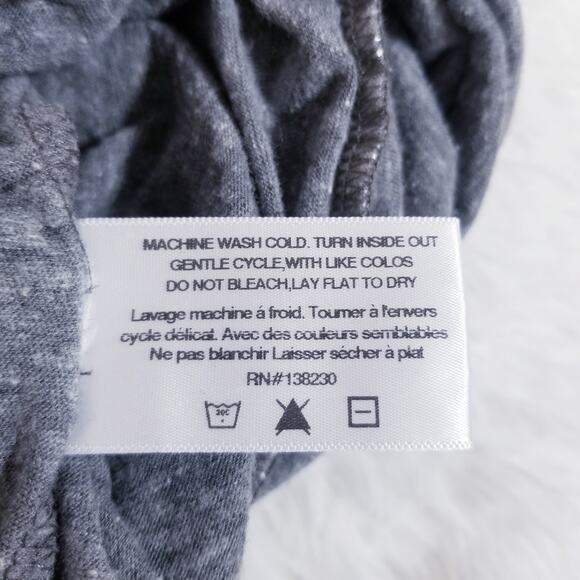 MACHINE WASH COLD. TURN INSIDE OUT
GENTLE CYCLE,WITH LIKE COLOS
DO NOT BLEACH,LAY FLAT TO DRY
Lavage machine á froid. Tourner à l'envers
cycle délicat. Avec des couleurs semblables
Ne pas blanchir Laisser sécher à plat
RN#138230
30C